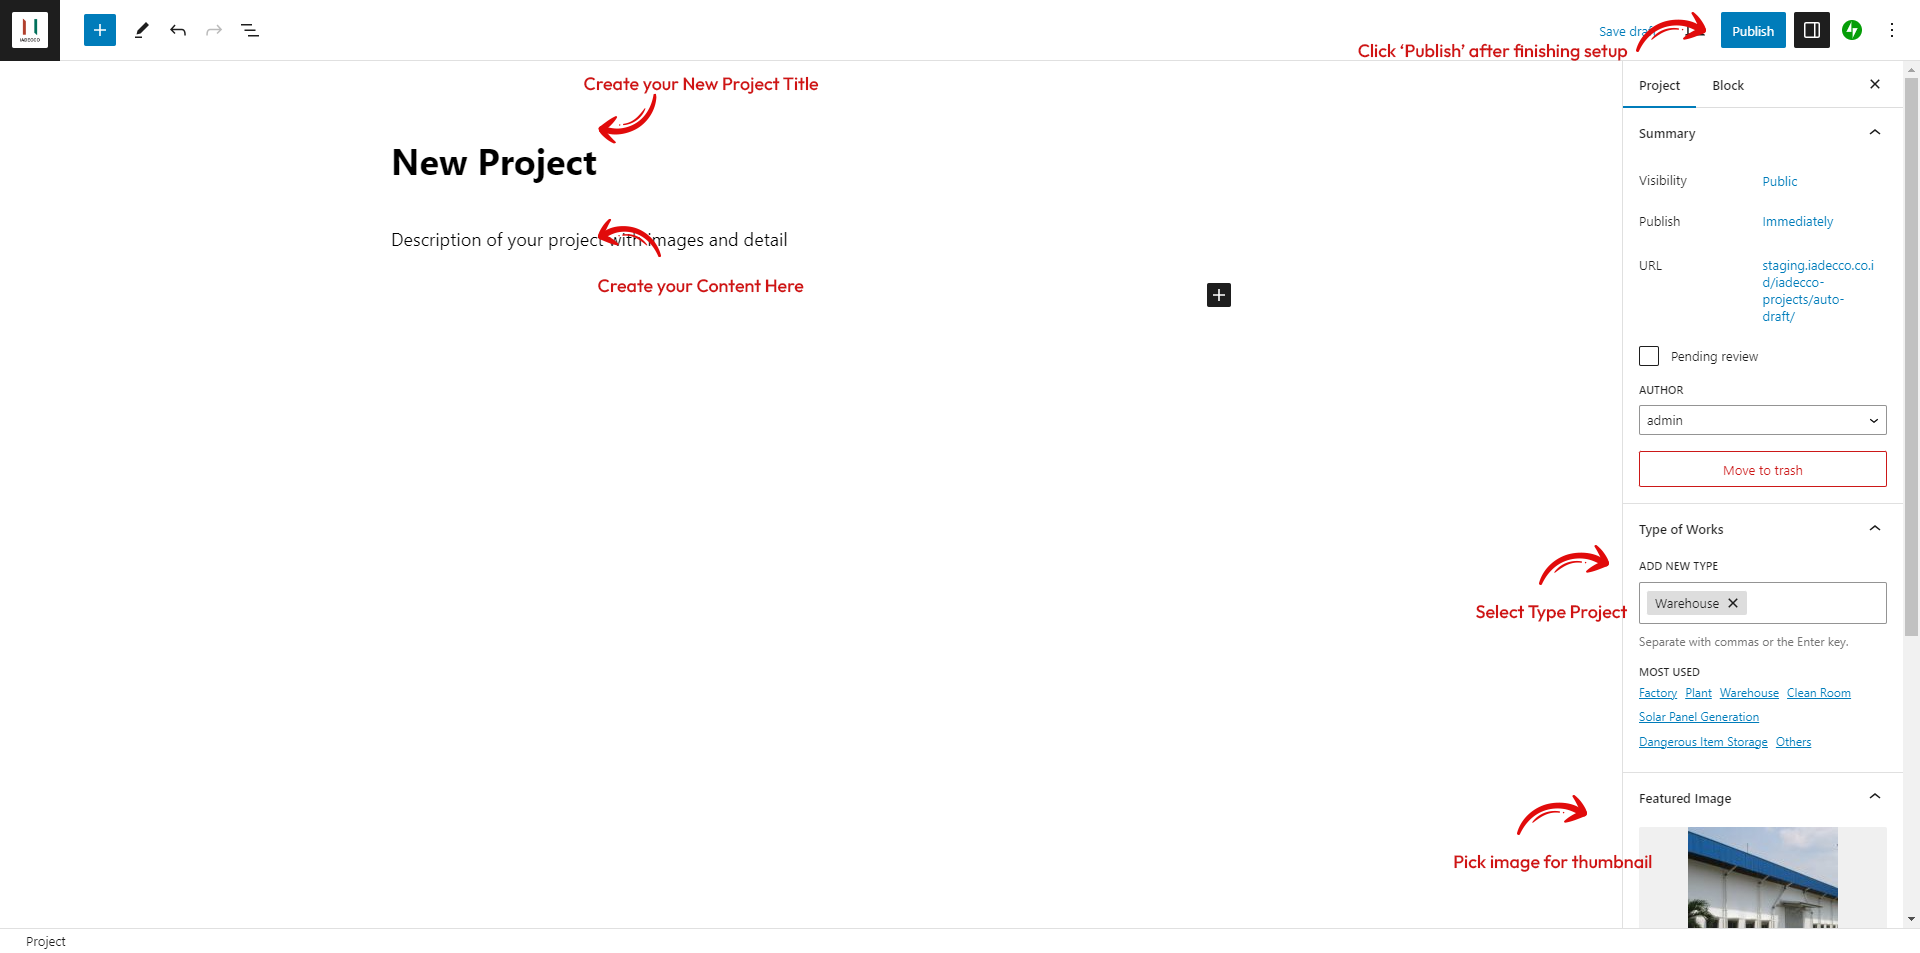 IADECCO
Save draft
Publish
Click ‘Publish’ after finishing setup
Create your New Project Title
New Project
Description of your project with images and detail
Create your Content Here
Project Block
Summary
Visibility Public
Publish Immediately
URL staging.iadecco.co.i
d/iadecco-
projects/auto-
draft/
Pending review
AUTHOR
admin
Move to trash
Type of Works
ADD NEW TYPE
Warehouse
Select Type Project
Separate with commas or the Enter key.
MOST USED
Factory Plant Warehouse Clean Room
Solar Panel Generation
Dangerous Item Storage Others
Featured Image
Pick image for thumbnail
Project